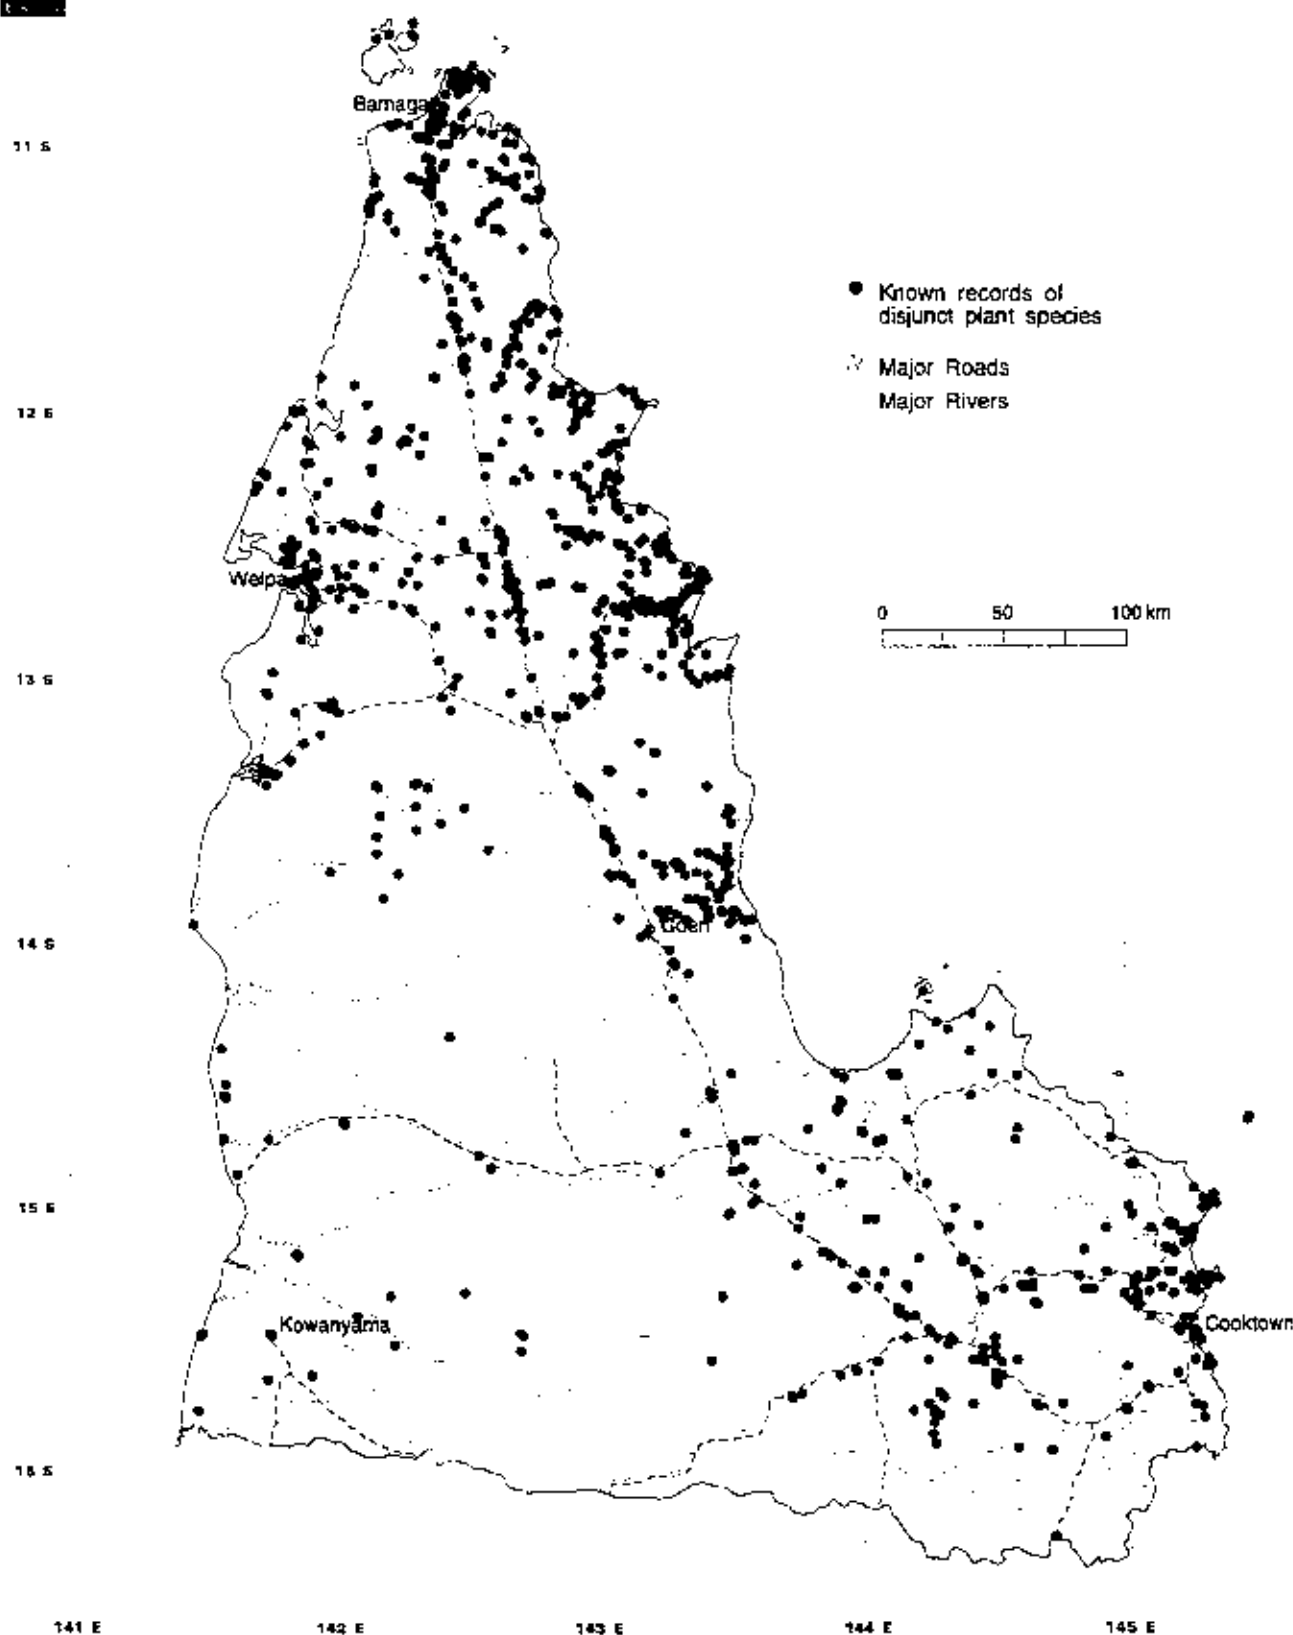 Bamaga
11 S
Known records of
disjunct plant species
Major Roads
12 S
Major Rivers
Weipa
0 50 100 km
13 S
Coen
14 S
15 S
Kowanyama
Cooktown
16 S
141 E 142 E 143 E 144 E 145 E